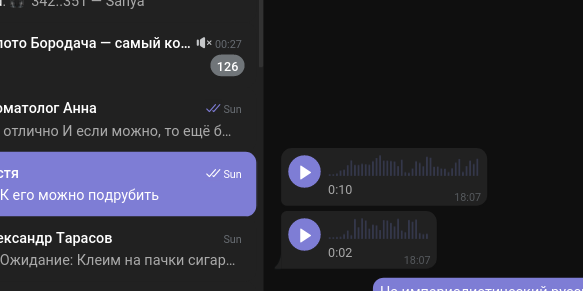 342..351 — Sanya
лото Бородача — самый ко... 00:27
126
оматолог Анна Sun
отлично И если можно, то ещё б...
стя Sun
К его можно подрубить
ександр Тарасов Sun
Ожидание: Клеим на пачки сигар...
0:10
18:07
0:02
18:07